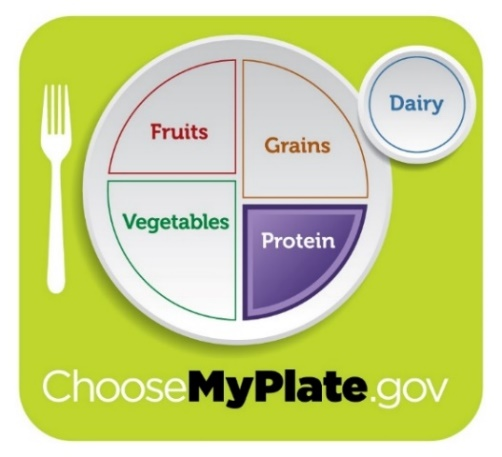 Dairy
Fruits
Grains
Vegetables
Protein
ChooseMyPlate.gov